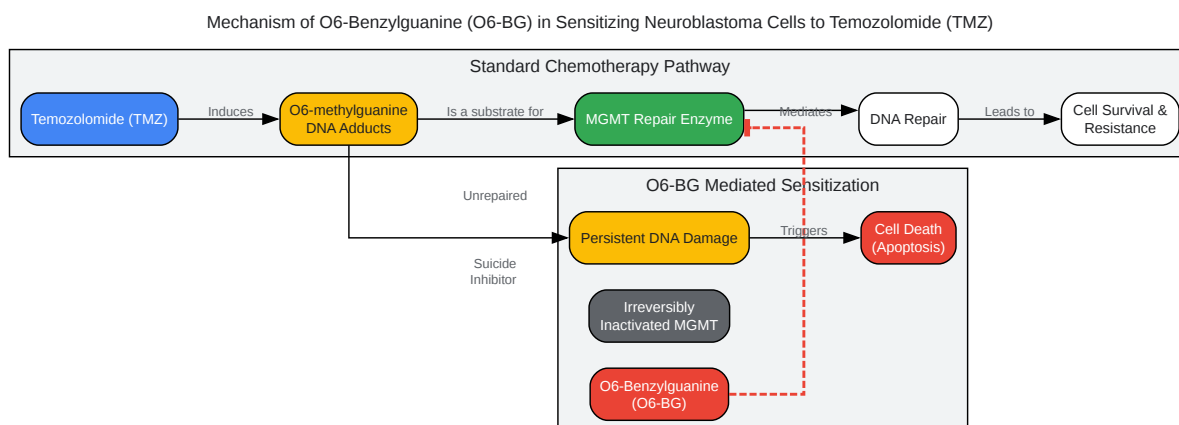 Mechanism of O6-Benzylguanine (O6-BG) in Sensitizing Neuroblastoma Cells to Temozolomide (TMZ)
Standard Chemotherapy Pathway
Temozolomide (TMZ)
Induces
O6-methylguanine
DNA Adducts
Is a substrate for
MGMT Repair Enzyme
Mediates
DNA Repair
Leads to
Cell Survival &
Resistance
O6-BG Mediated Sensitization
Unrepaired
Persistent DNA Damage
Triggers
Cell Death
(Apoptosis)
Suicide
Inhibitor
Irreversibly
Inactivated MGMT
O6-Benzylguanine
(O6-BG)